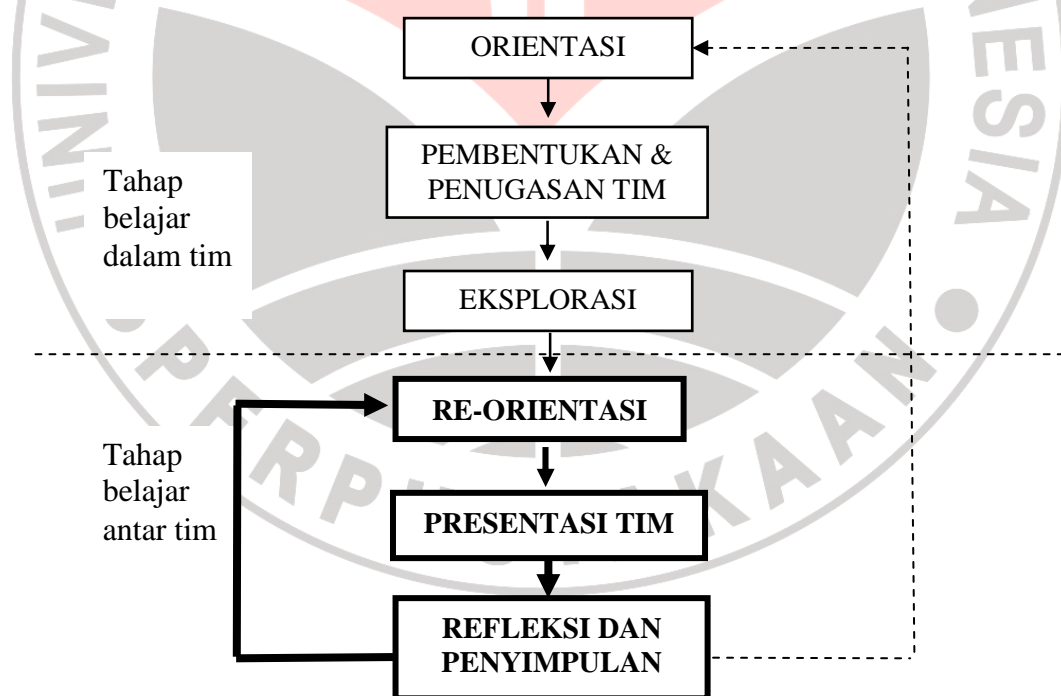 ORIENTASI
PEMBENTUKAN &
PENUGASAN TIM
Tahap
belajar
dalam tim
EKSPLORASI
RE-ORIENTASI
Tahap
belajar
antar tim
PRESENTASI TIM
REFLEKSI DAN
PENYIMPULAN